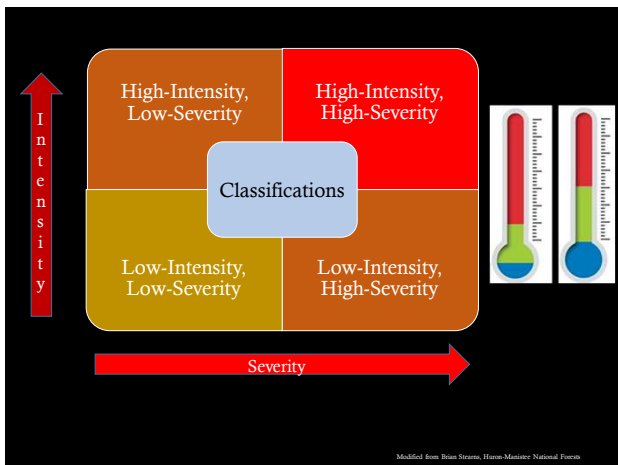 Intensity
High-Intensity,
Low-Severity
High-Intensity,
High-Severity
Classifications
Low-Intensity,
Low-Severity
Low-Intensity,
High-Severity
Severity
Modified from Brian Stearns, Huron-Manistee National Forests